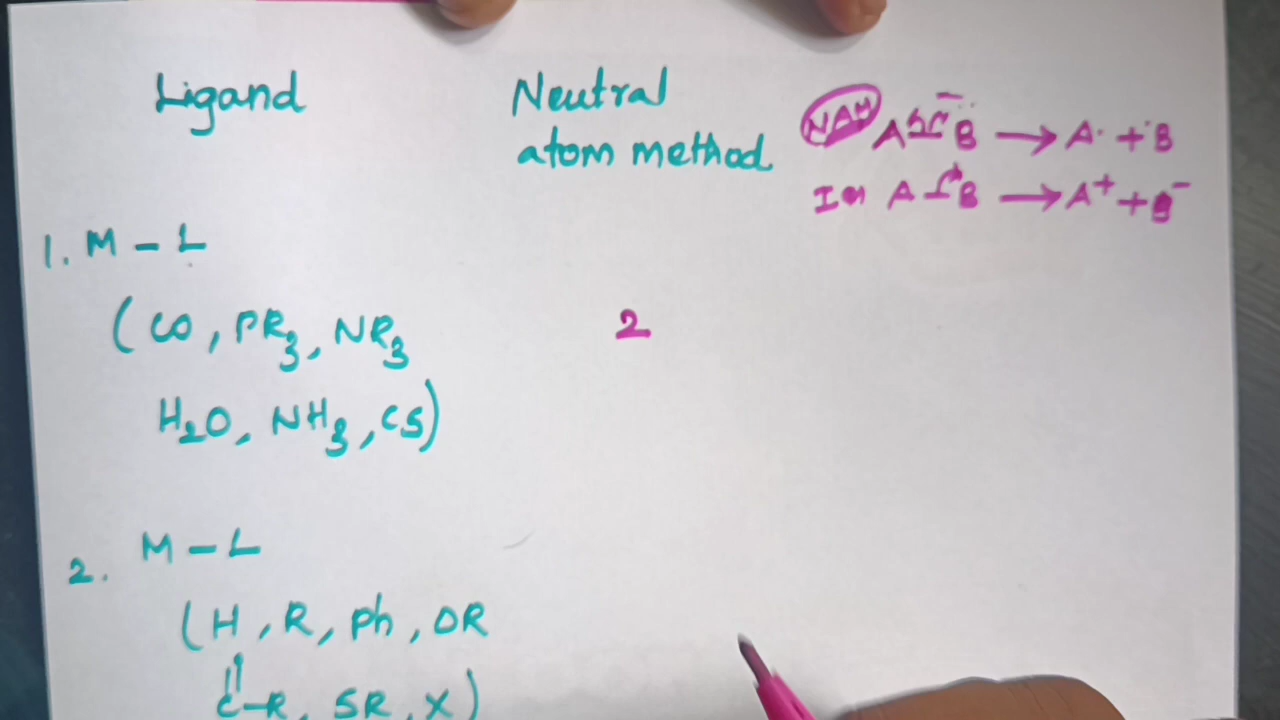 Ligand
Neutral
atom method
NAM A B → A· + ·B
Ion A B → A⁺ + B⁻
1. M – L
(CO, PR₃, NR₃
2
H₂O, NH₃, CS)
2. M – L
(H, R, Ph, OR
C–R, SR, X)